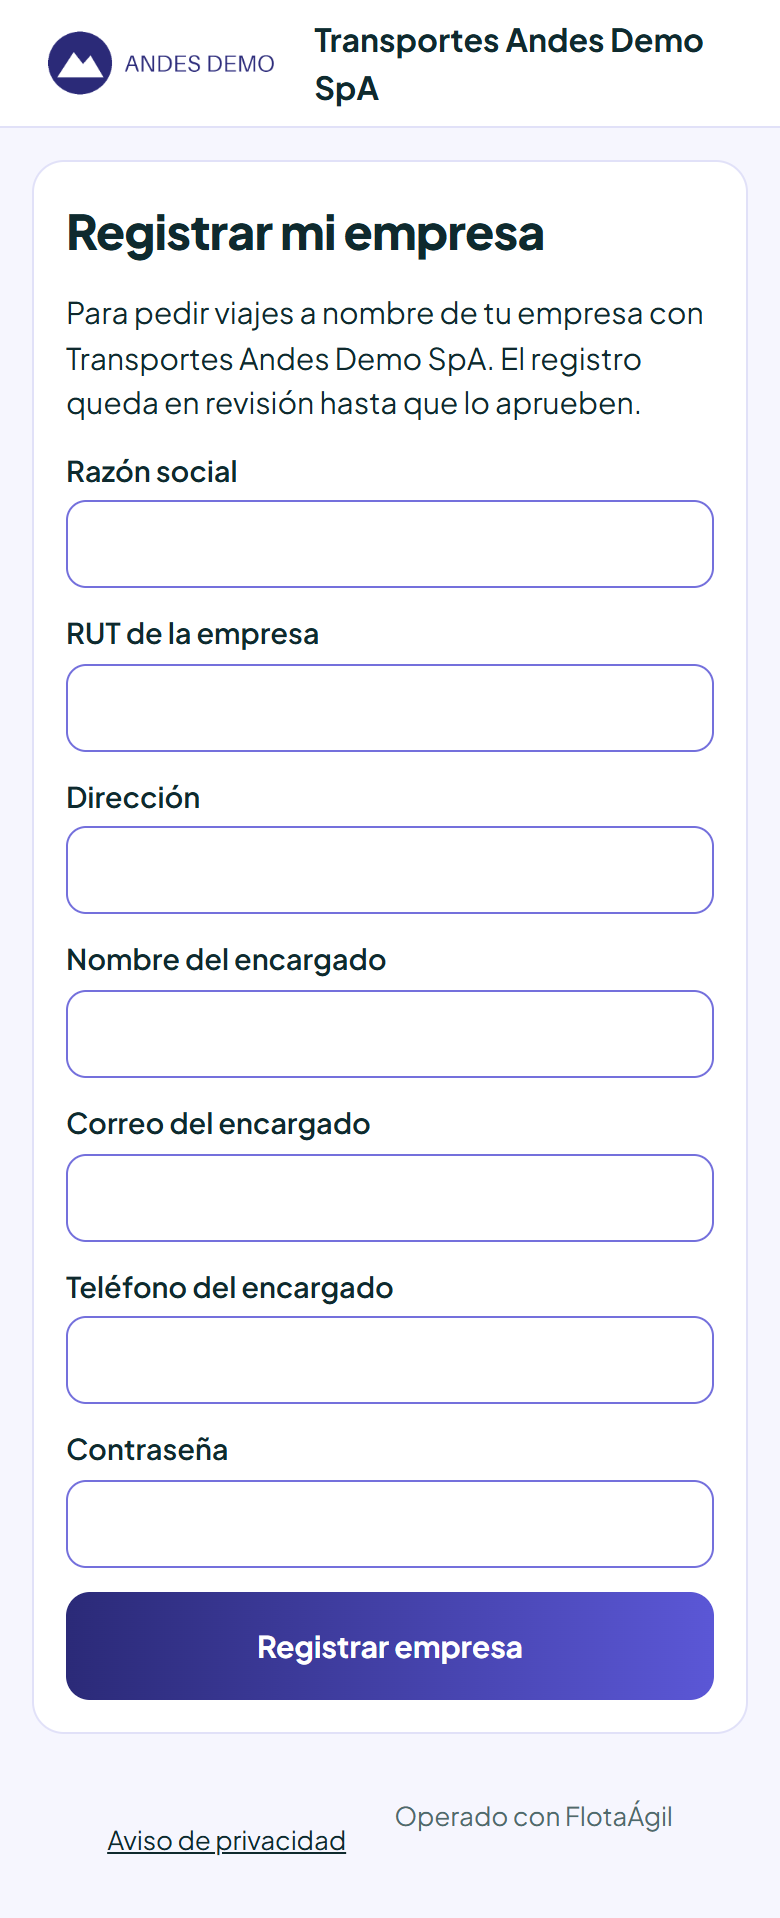 ANDES DEMO
Transportes Andes Demo
SpA
Registrar mi empresa
Para pedir viajes a nombre de tu empresa con
Transportes Andes Demo SpA. El registro
queda en revisión hasta que lo aprueben.
Razón social
RUT de la empresa
Dirección
Nombre del encargado
Correo del encargado
Teléfono del encargado
Contraseña
Registrar empresa
Aviso de privacidad
Operado con FlotaÁgil